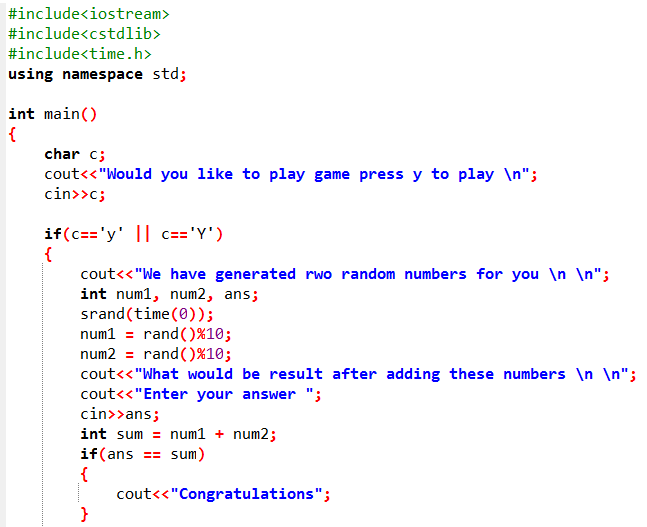 #include<iostream>
#include<cstdlib>
#include<time.h>
using namespace std;
int main()
{
char c;
cout<<"Would you like to play game press y to play \n";
cin>>c;
if(c=='y' || c=='Y')
{
cout<<"We have generated rwo random numbers for you \n \n";
int num1, num2, ans;
srand(time(0));
num1 = rand()%10;
num2 = rand()%10;
cout<<"What would be result after adding these numbers \n \n";
cout<<"Enter your answer ";
cin>>ans;
int sum = num1 + num2;
if(ans == sum)
{
cout<<"Congratulations";
}